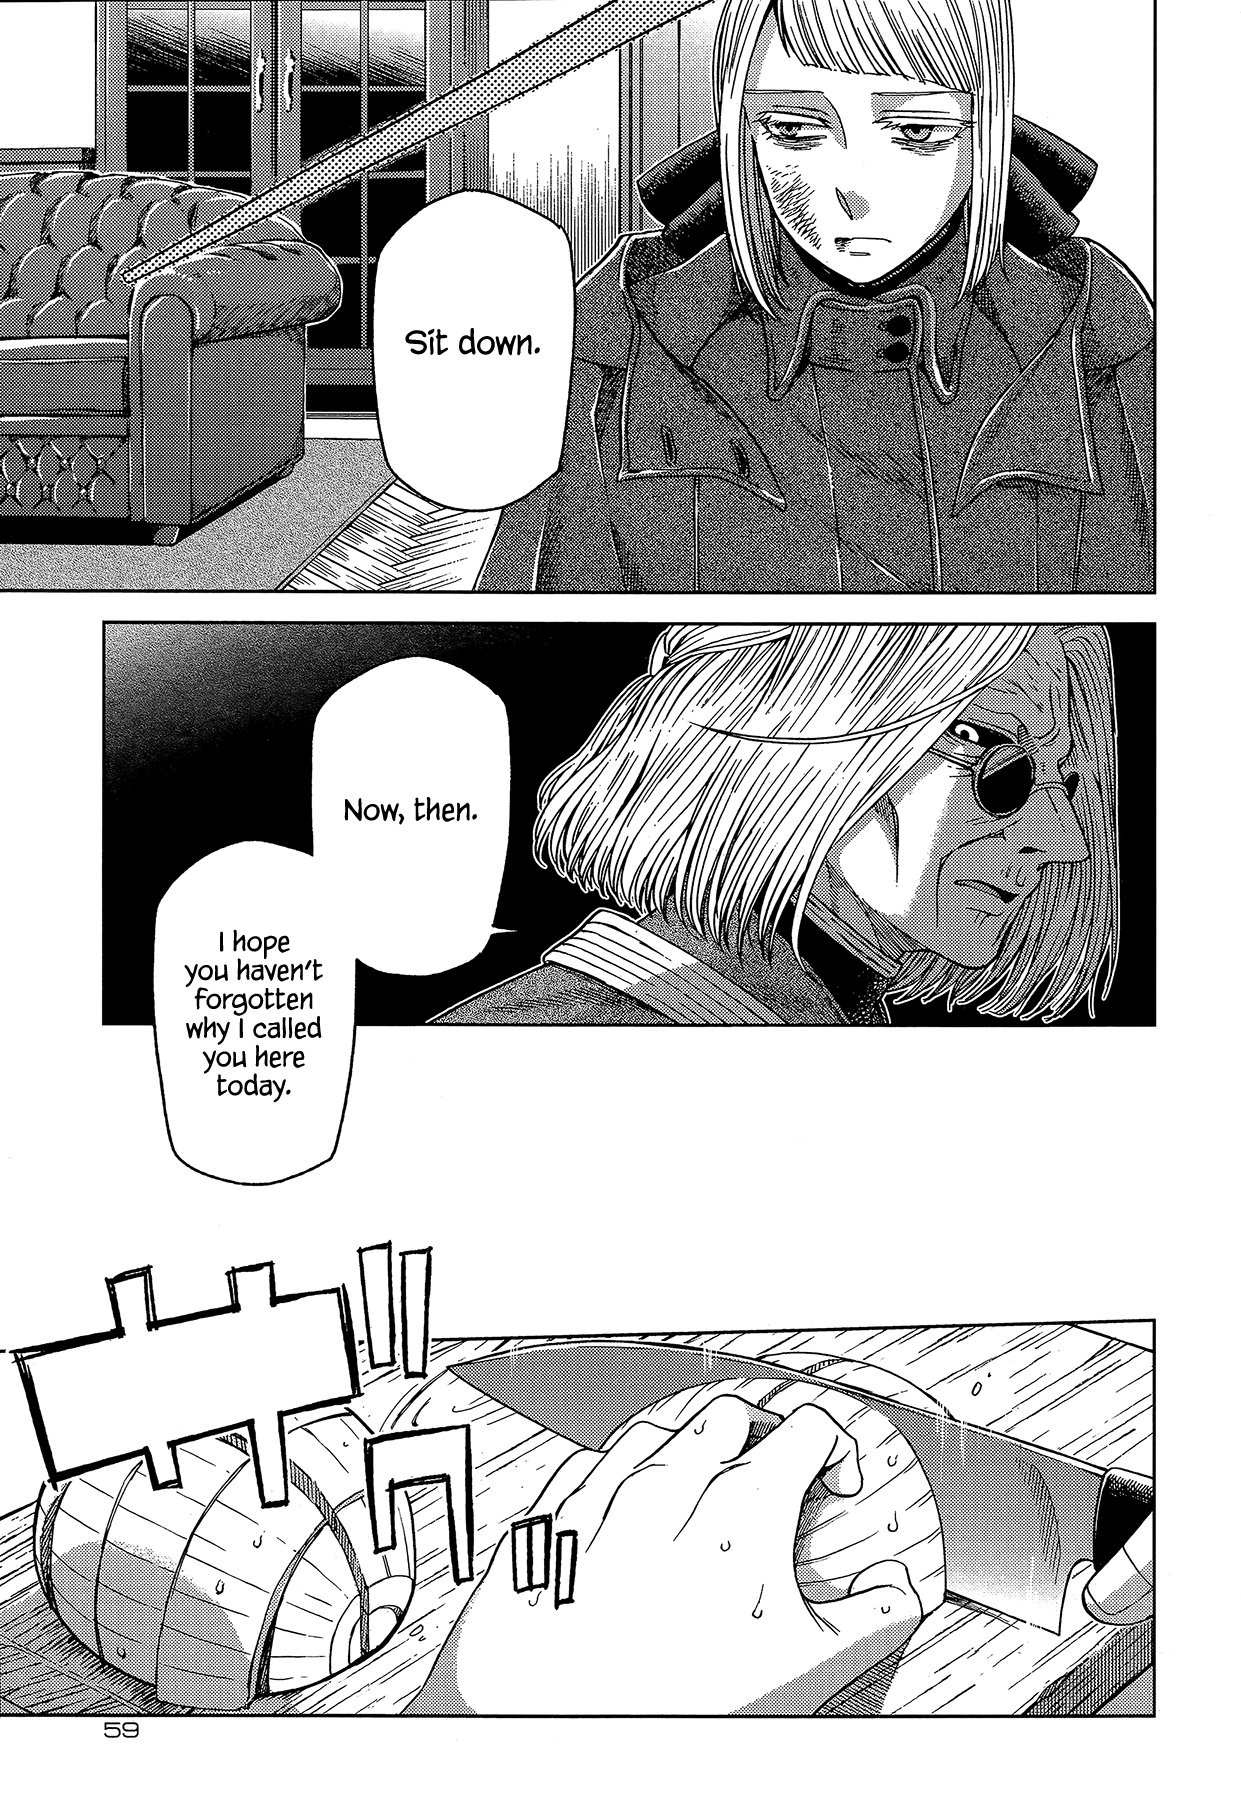 Sit down.
Now, then.
I hope
you haven't
forgotten
why I called
you here
today.
59